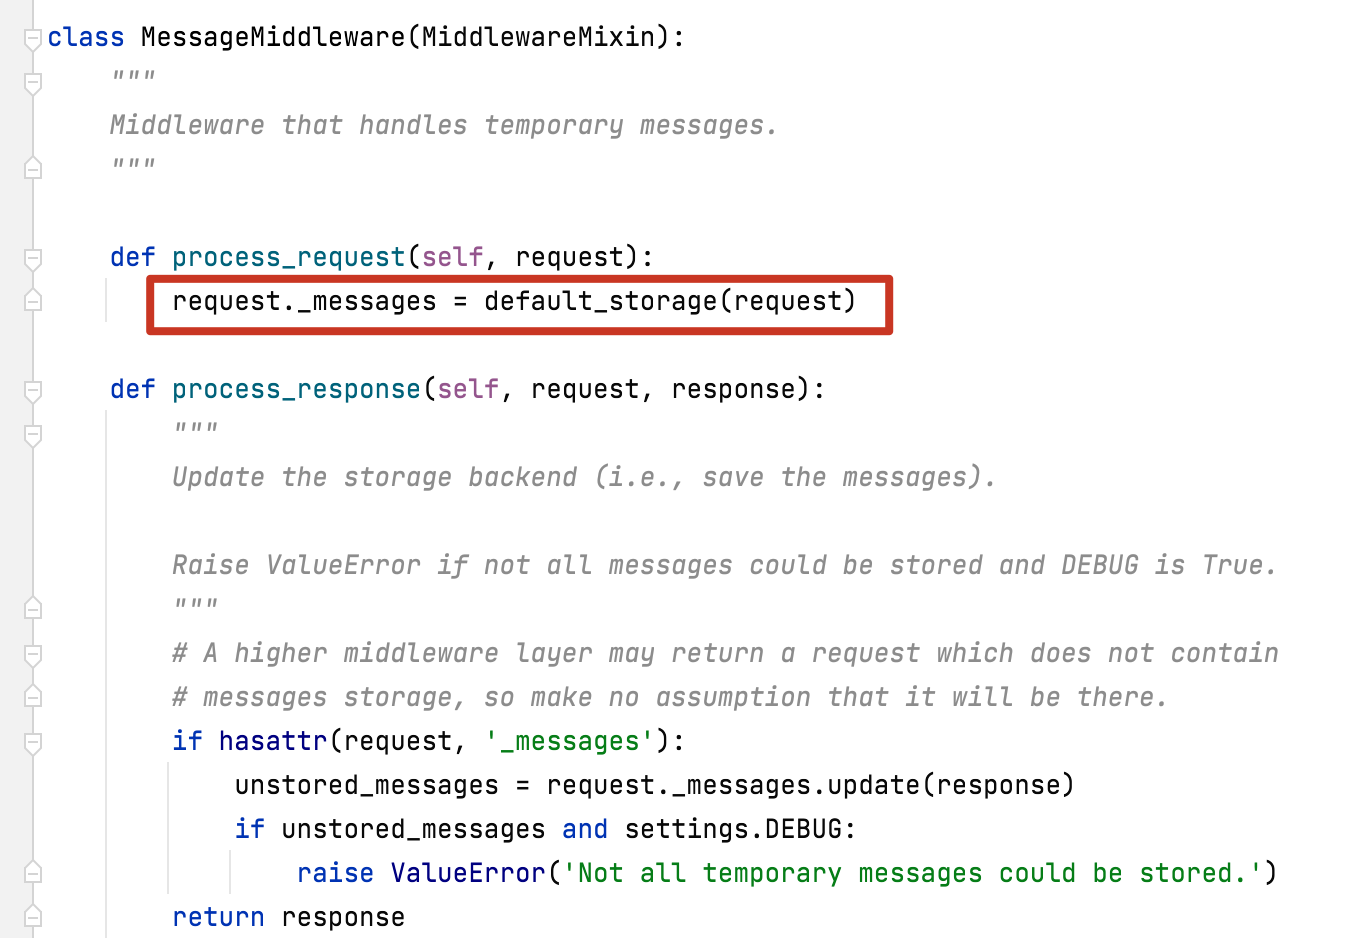 class MessageMiddleware(MiddlewareMixin):
    """
    Middleware that handles temporary messages.
    """

    def process_request(self, request):
        request._messages = default_storage(request)

    def process_response(self, request, response):
        """
        Update the storage backend (i.e., save the messages).

        Raise ValueError if not all messages could be stored and DEBUG is True.
        """
        # A higher middleware layer may return a request which does not contain
        # messages storage, so make no assumption that it will be there.
        if hasattr(request, '_messages'):
            unstored_messages = request._messages.update(response)
            if unstored_messages and settings.DEBUG:
                raise ValueError('Not all temporary messages could be stored.')
        return response